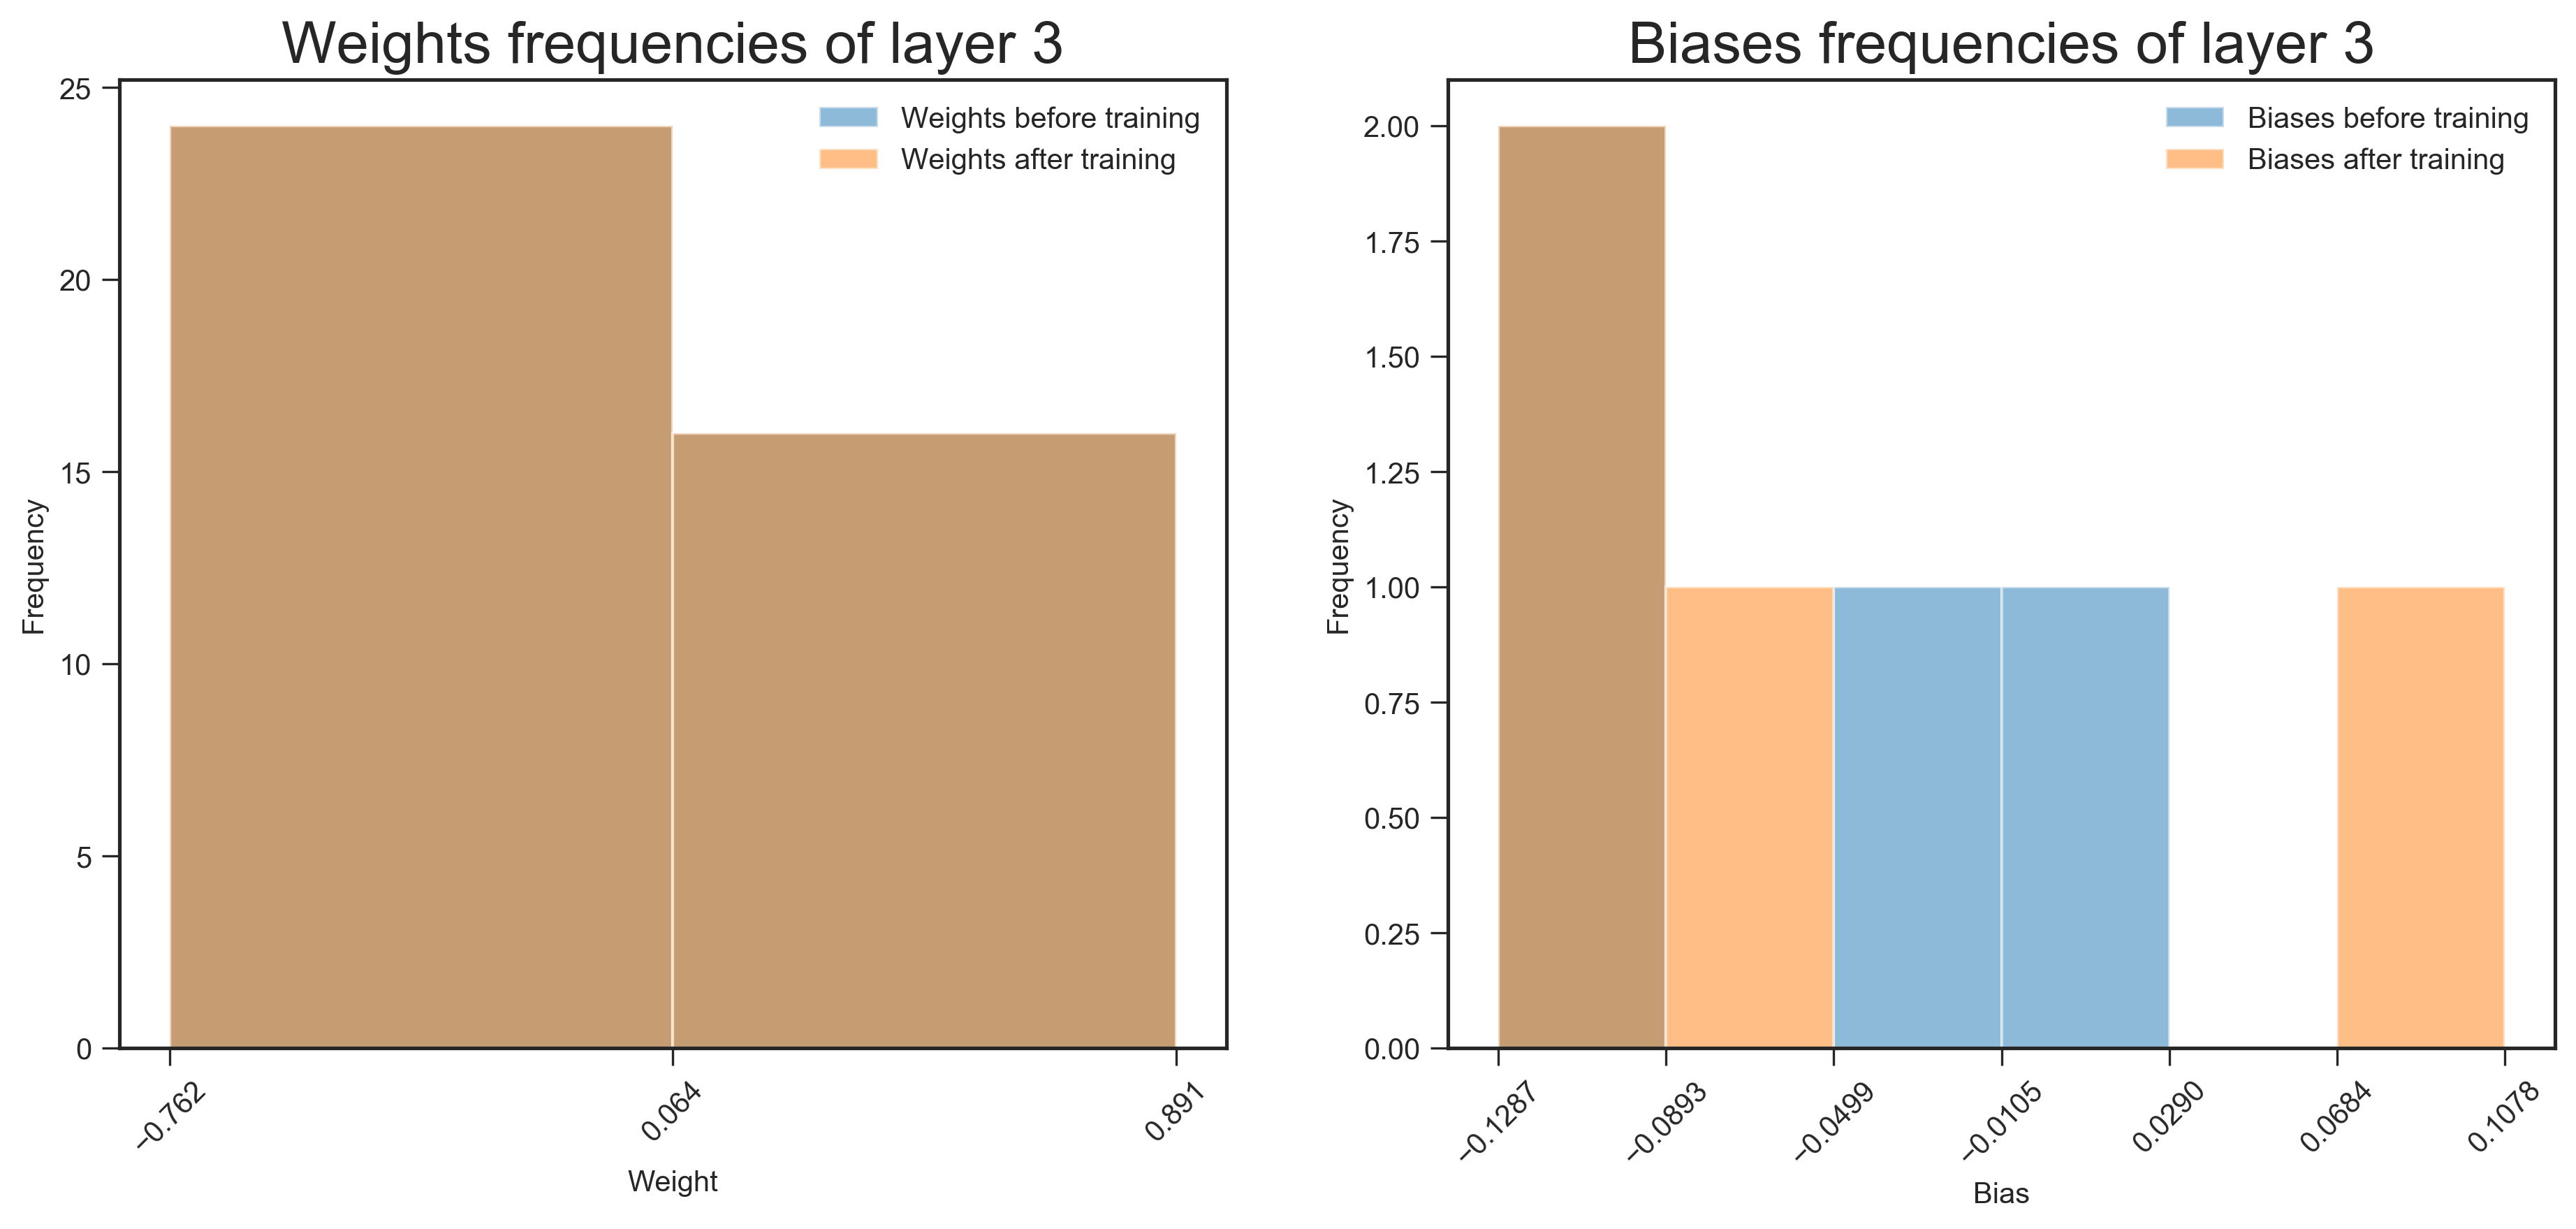 Weights frequencies of layer 3
25
20
15
10
5
0
Frequency
Weights before training
Weights after training
−0.762
0.064
0.891
Weight
Biases frequencies of layer 3
2.00
1.75
1.50
1.25
1.00
0.75
0.50
0.25
0.00
Frequency
Biases before training
Biases after training
−0.1287
−0.0893
−0.0499
−0.0105
0.0290
0.0684
0.1078
Bias